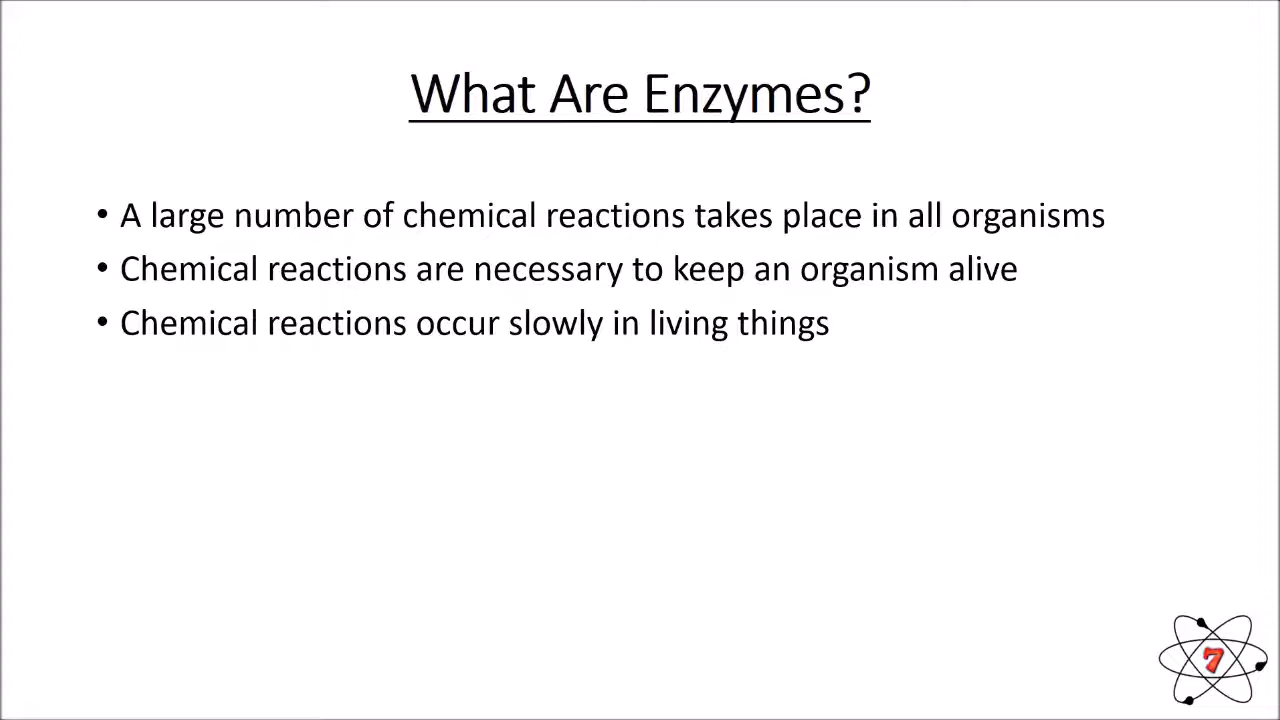 What Are Enzymes?
• A large number of chemical reactions takes place in all organisms
• Chemical reactions are necessary to keep an organism alive
• Chemical reactions occur slowly in living things
7